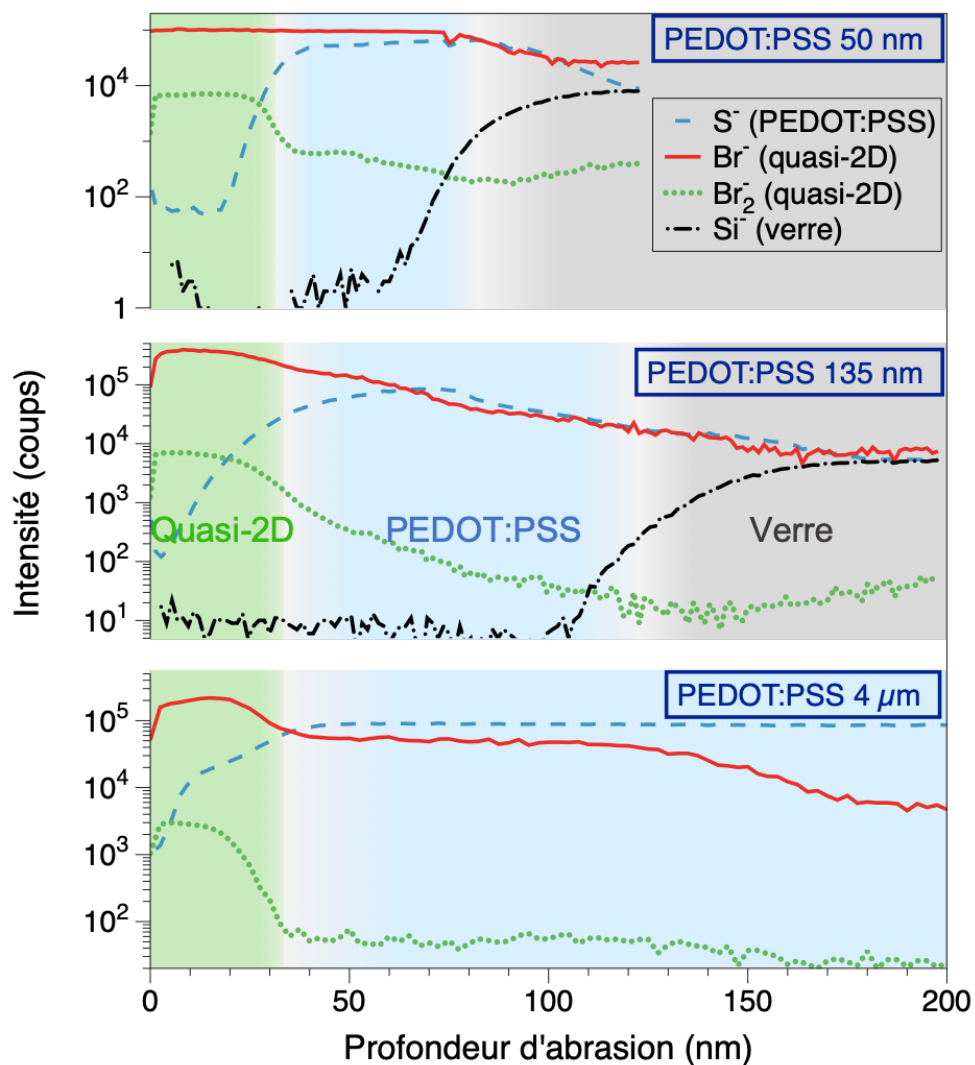 PEDOT:PSS 50 nm
S⁻ (PEDOT:PSS)
Br⁻ (quasi-2D)
Br₂⁻ (quasi-2D)
Si⁻ (verre)
10⁴
10²
1
PEDOT:PSS 135 nm
10⁵
10⁴
10³
10²
10¹
Quasi-2D
PEDOT:PSS
Verre
Intensité (coups)
PEDOT:PSS 4 µm
10⁵
10⁴
10³
10²
0
50
100
150
200
Profondeur d'abrasion (nm)